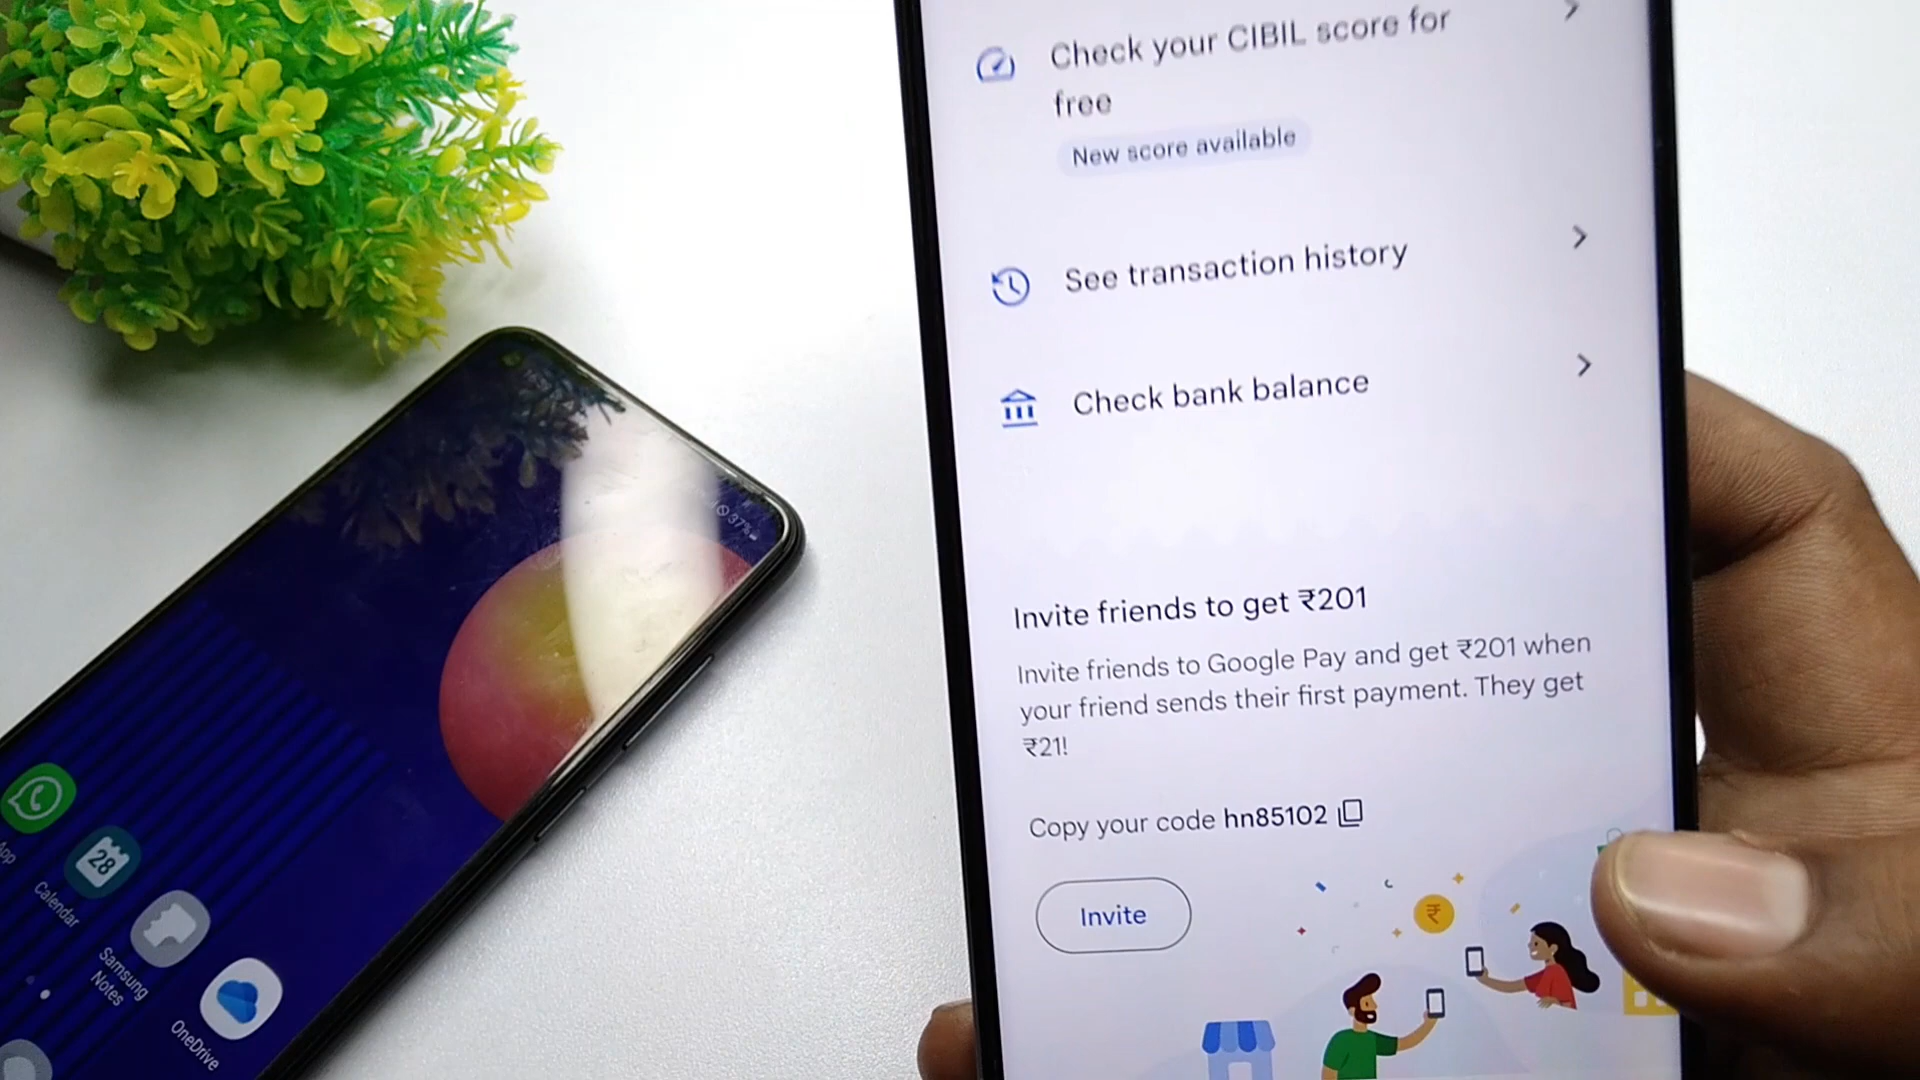 Check your CIBIL score for
free
New score available
See transaction history
Check bank balance
Invite friends to get ₹201
Invite friends to Google Pay and get ₹201 when
your friend sends their first payment. They get
₹21!
Copy your code hn85102
Invite
37%
28
App
Calendar
Samsung
Notes
OneDrive